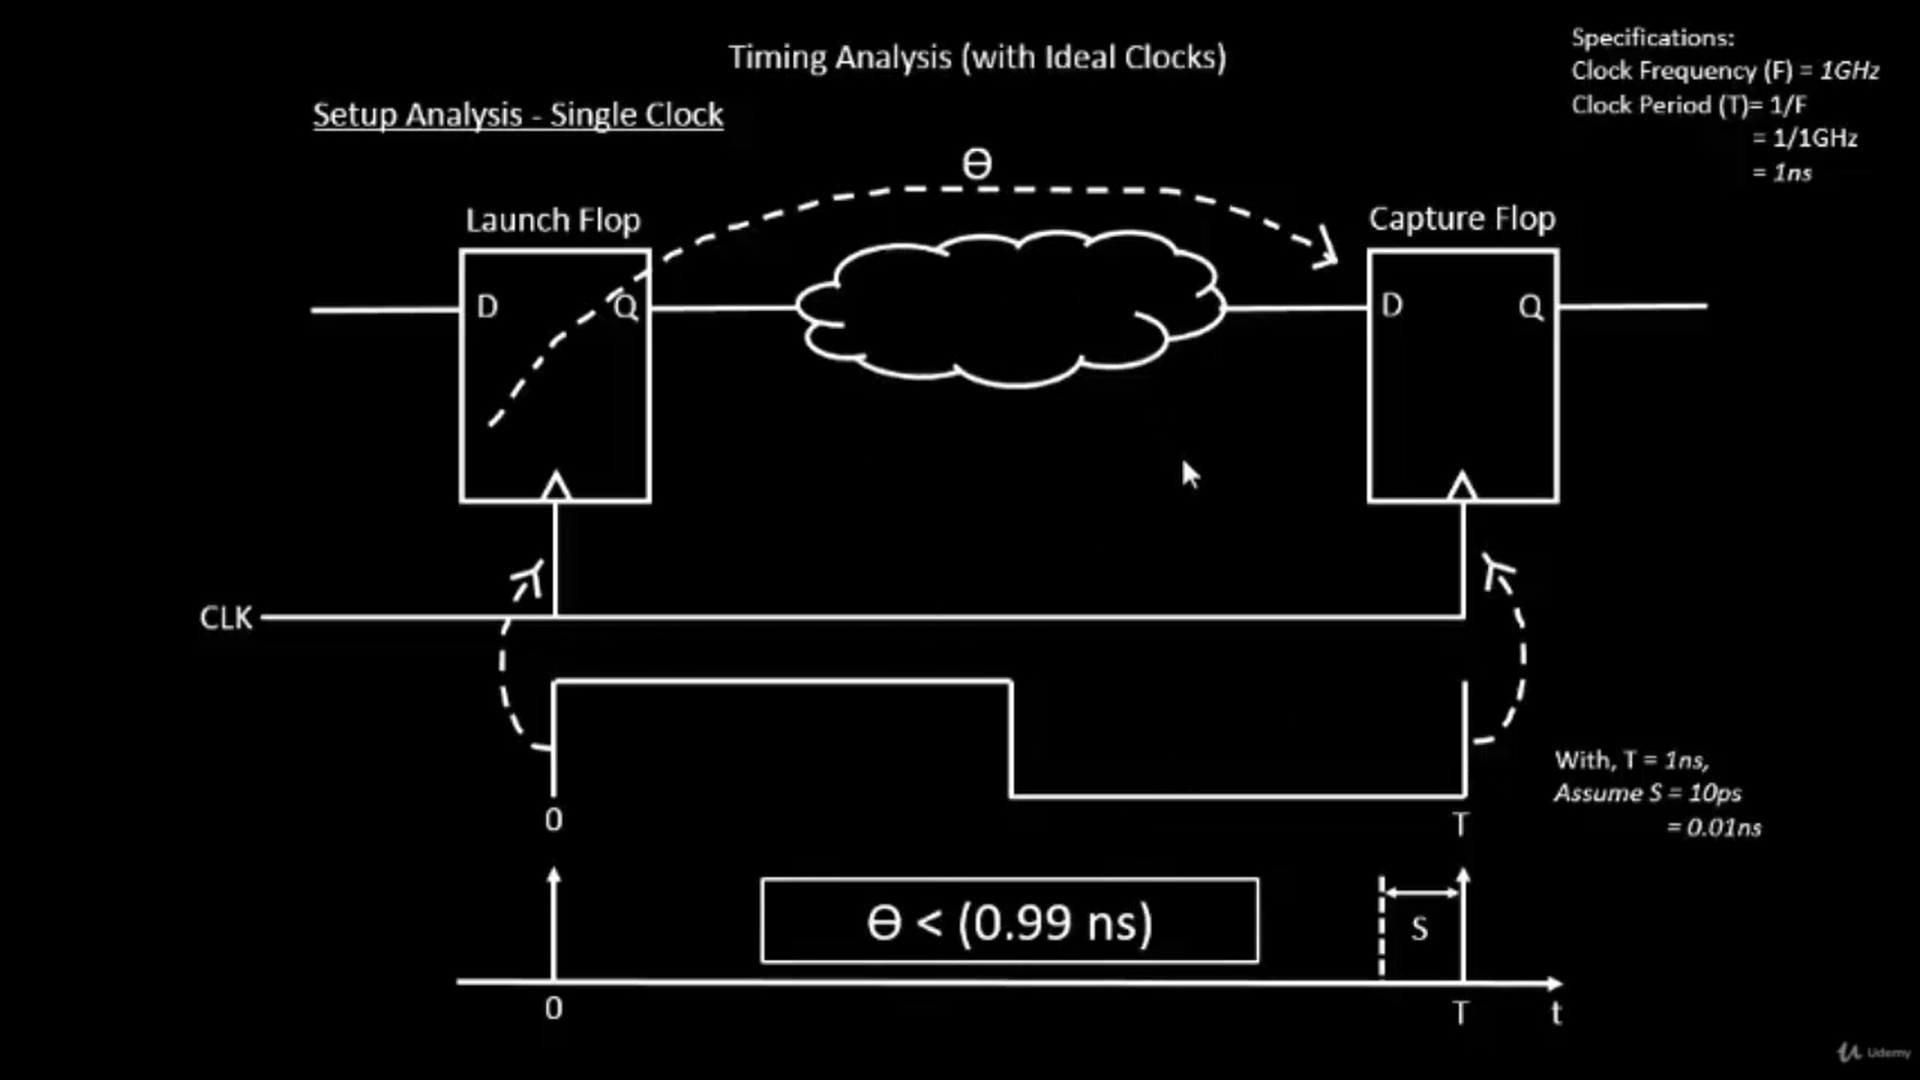 Timing Analysis (with Ideal Clocks)
Specifications:
Clock Frequency (F) = 1GHz
Clock Period (T)= 1/F
= 1/1GHz
= 1ns
Setup Analysis - Single Clock
Ɵ
Launch Flop
Capture Flop
D Q
D Q
CLK
0
T
With, T = 1ns,
Assume S = 10ps
= 0.01ns
Ɵ < (0.99 ns)
S
0
T
t
Udemy